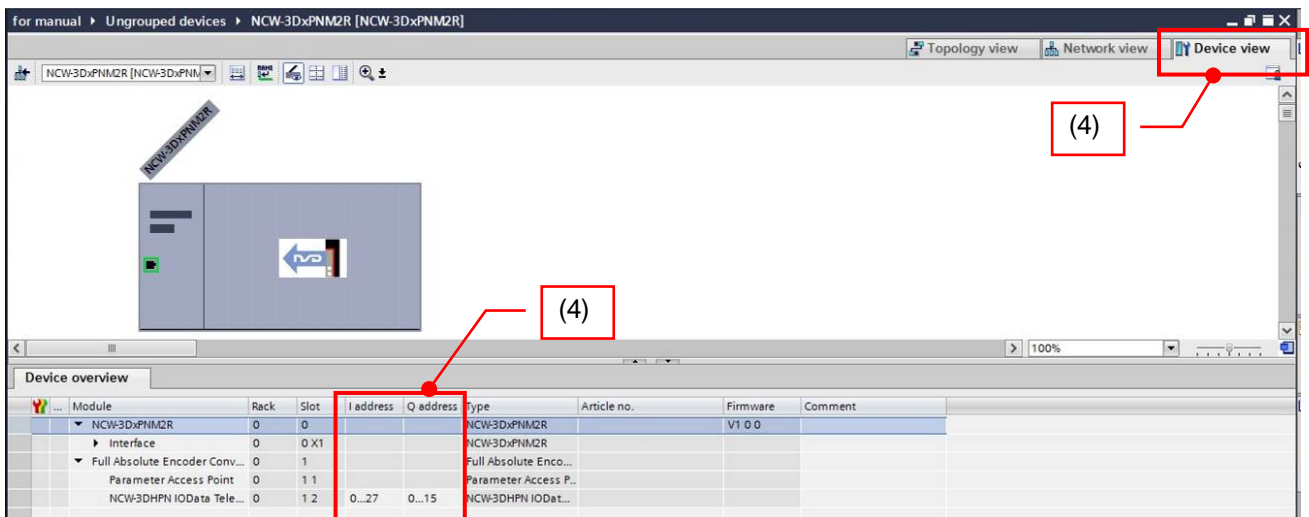 for manual ▸ Ungrouped devices ▸ NCW-3DxPNM2R [NCW-3DxPNM2R]
Topology view Network view Device view
NCW-3DxPNM2R [NCW-3DxPNM
(4)
NCW-3DxPNM2R
(4)
100%
Device overview
... Module Rack Slot I address Q address Type Article no. Firmware Comment
NCW-3DxPNM2R 0 0 NCW-3DxPNM2R V1 0 0
Interface 0 0 X1 NCW-3DxPNM2R
Full Absolute Encoder Conv... 0 1 Full Absolute Enco...
Parameter Access Point 0 1 1 Parameter Access P..
NCW-3DHPN IOData Tele... 0 1 2 0...27 0...15 NCW-3DHPN IODat...